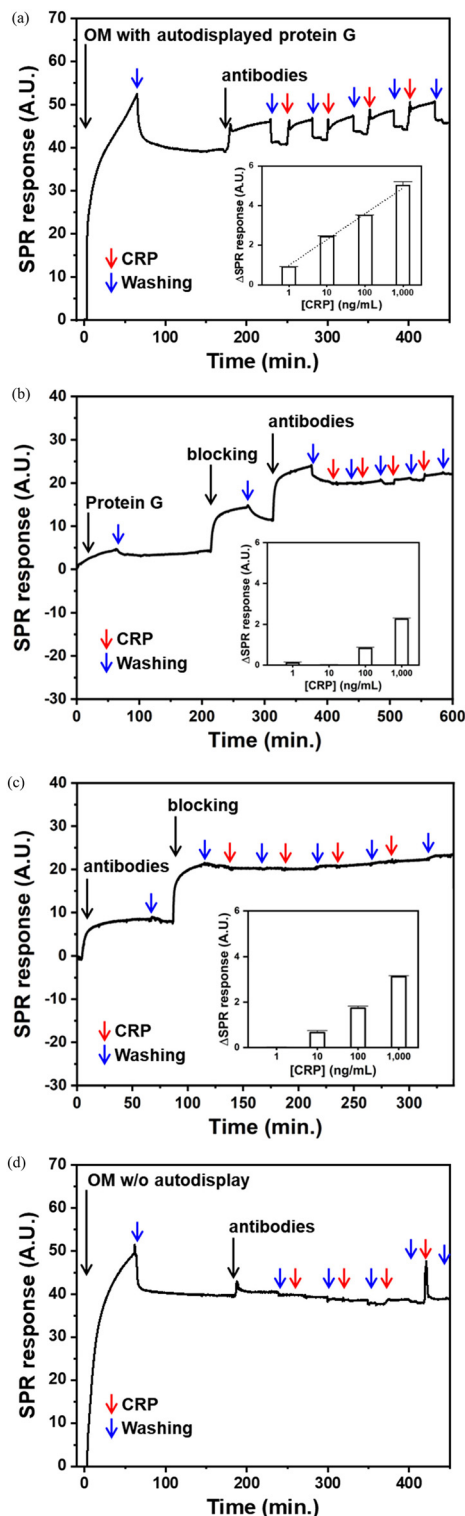 (a)
OM with autodisplayed protein G
antibodies
SPR response (A.U.)
70
60
50
40
30
20
10
0
ΔSPR response (A.U.)
6
4
2
0
1 10 100 1,000
[CRP] (ng/mL)
CRP
Washing
0 100 200 300 400
Time (min.)
(b)
antibodies
blocking
Protein G
SPR response (A.U.)
40
30
20
10
0
-10
-20
-30
ΔSPR response (A.U.)
6
4
2
0
1 10 100 1,000
[CRP] (ng/mL)
CRP
Washing
0 100 200 300 400 500 600
Time (min.)
(c)
blocking
antibodies
SPR response (A.U.)
40
30
20
10
0
-10
-20
-30
ΔSPR response (A.U.)
6
4
2
0
1 10 100 1,000
[CRP] (ng/mL)
CRP
Washing
0 50 100 150 200 250 300
Time (min.)
(d)
OM w/o autodisplay
antibodies
SPR response (A.U.)
70
60
50
40
30
20
10
0
CRP
Washing
0 100 200 300 400
Time (min.)